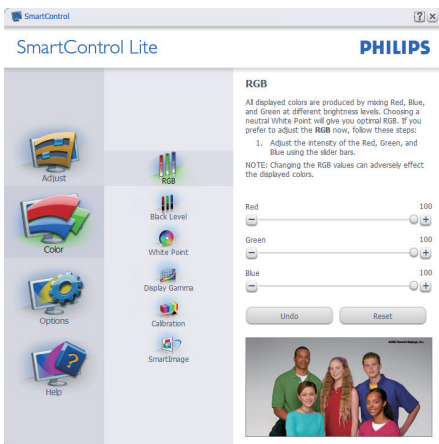 SmartControl
SmartControl Lite
PHILIPS
Adjust
Color
Options
Help
RGB
Black Level
White Point
Display Gamma
Calibration
SmartImage
RGB
All displayed colors are produced by mixing Red, Blue,
and Green at different brightness levels. Choosing a
neutral White Point will give you optimal RGB. If you
prefer to adjust the RGB now, follow these steps:
1. Adjust the intensity of the Red, Green, and
Blue using the slider bars.
NOTE: Changing the RGB values can adversely effect
the displayed colors.
Red 100
Green 100
Blue 100
Undo Reset